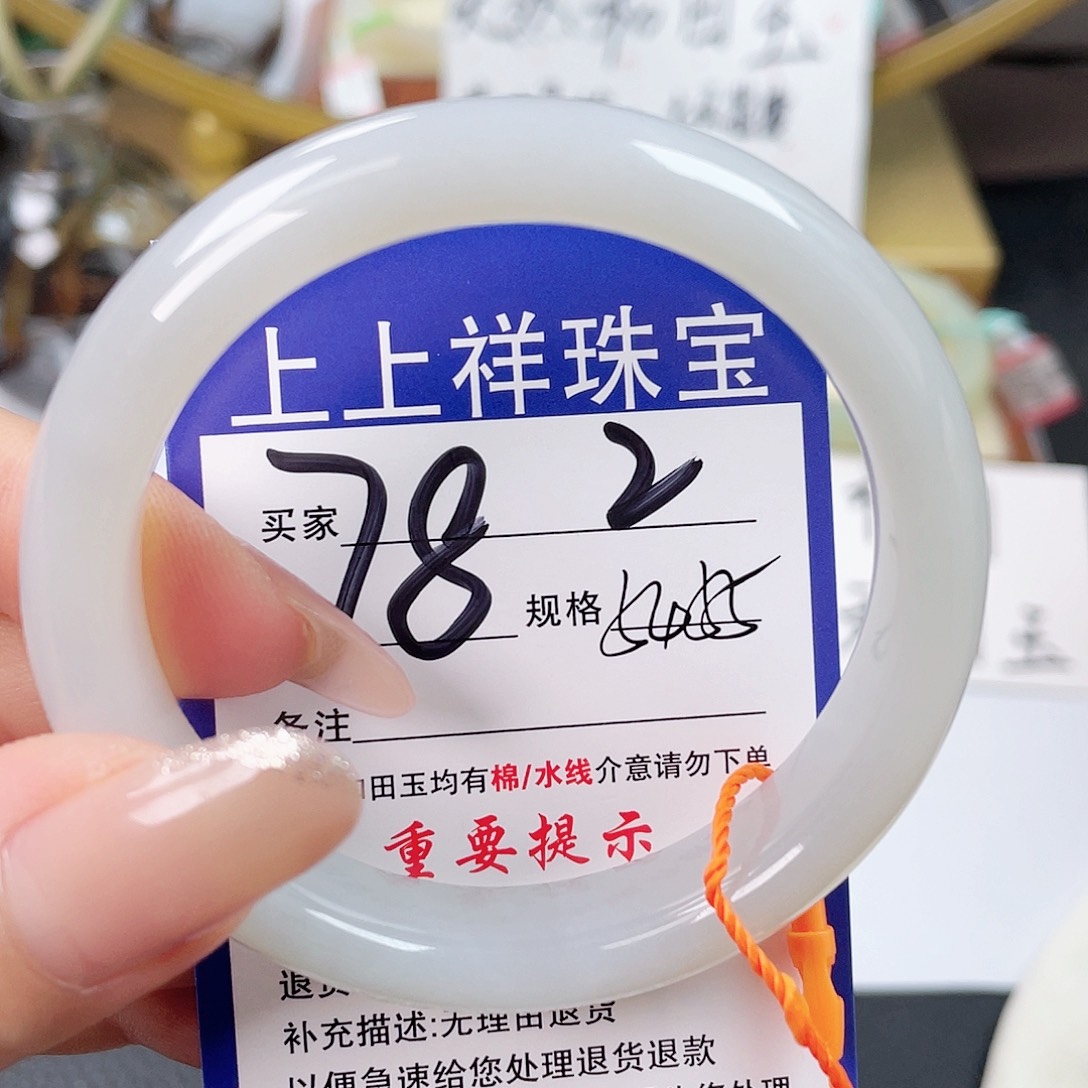 上上祥珠宝
买家 78 2
规格
备注
田玉均有棉/水线介意请勿下单
重要提示
退货
补充描述:无理由退货
以便急速给您处理退货退款